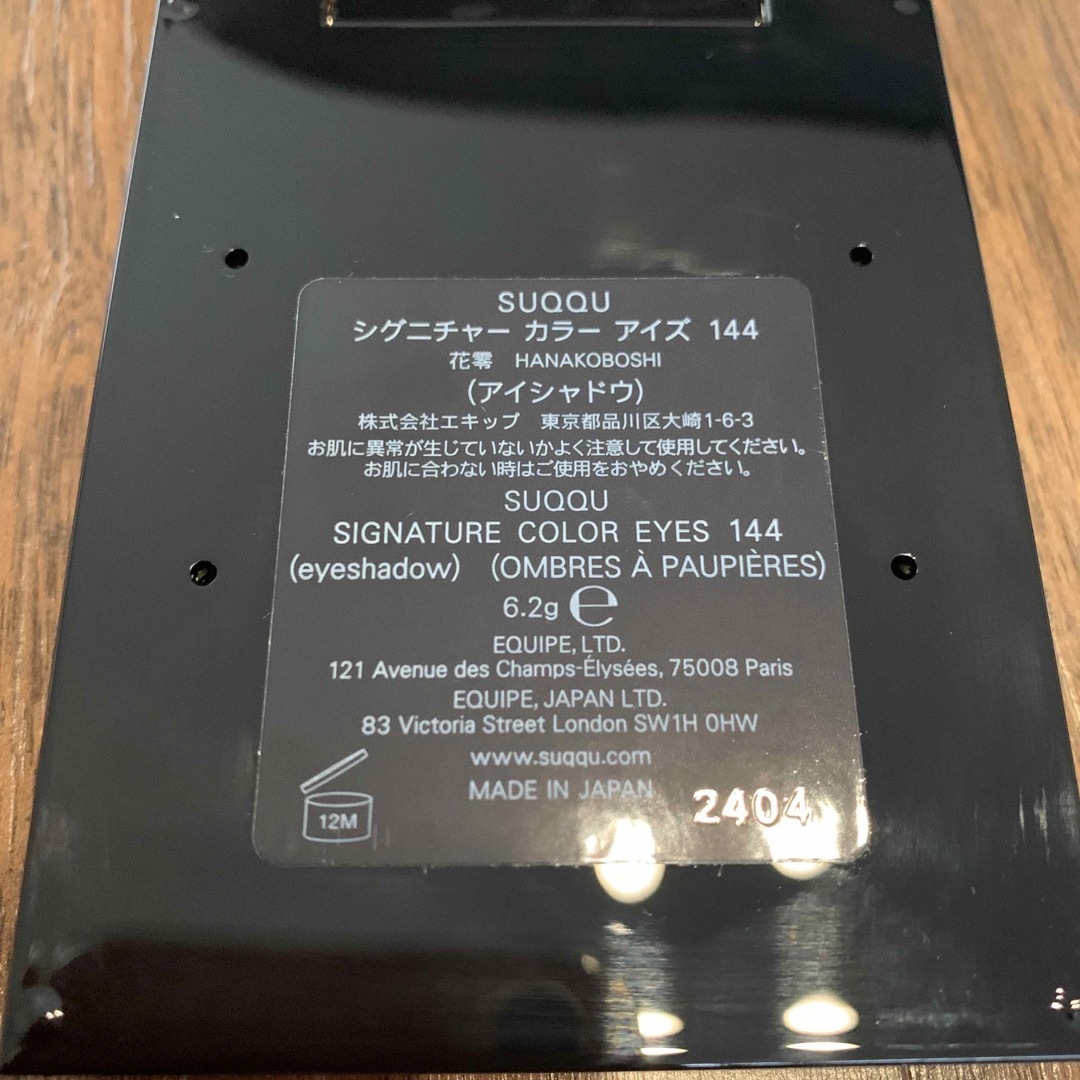 SUQQU
シグニチャー カラー アイズ 144
花零 HANAKOBOSHI
(アイシャドウ)
株式会社エキップ 東京都品川区大崎1-6-3
お肌に異常が生じていないかよく注意して使用してください。
お肌に合わない時はご使用をおやめください。
SUQQU
SIGNATURE COLOR EYES 144
(eyeshadow) (OMBRES À PAUPIÈRES)
6.2g ℮
EQUIPE, LTD.
121 Avenue des Champs-Élysées, 75008 Paris
EQUIPE, JAPAN LTD.
83 Victoria Street London SW1H 0HW
www.suqqu.com
MADE IN JAPAN
12M
2404